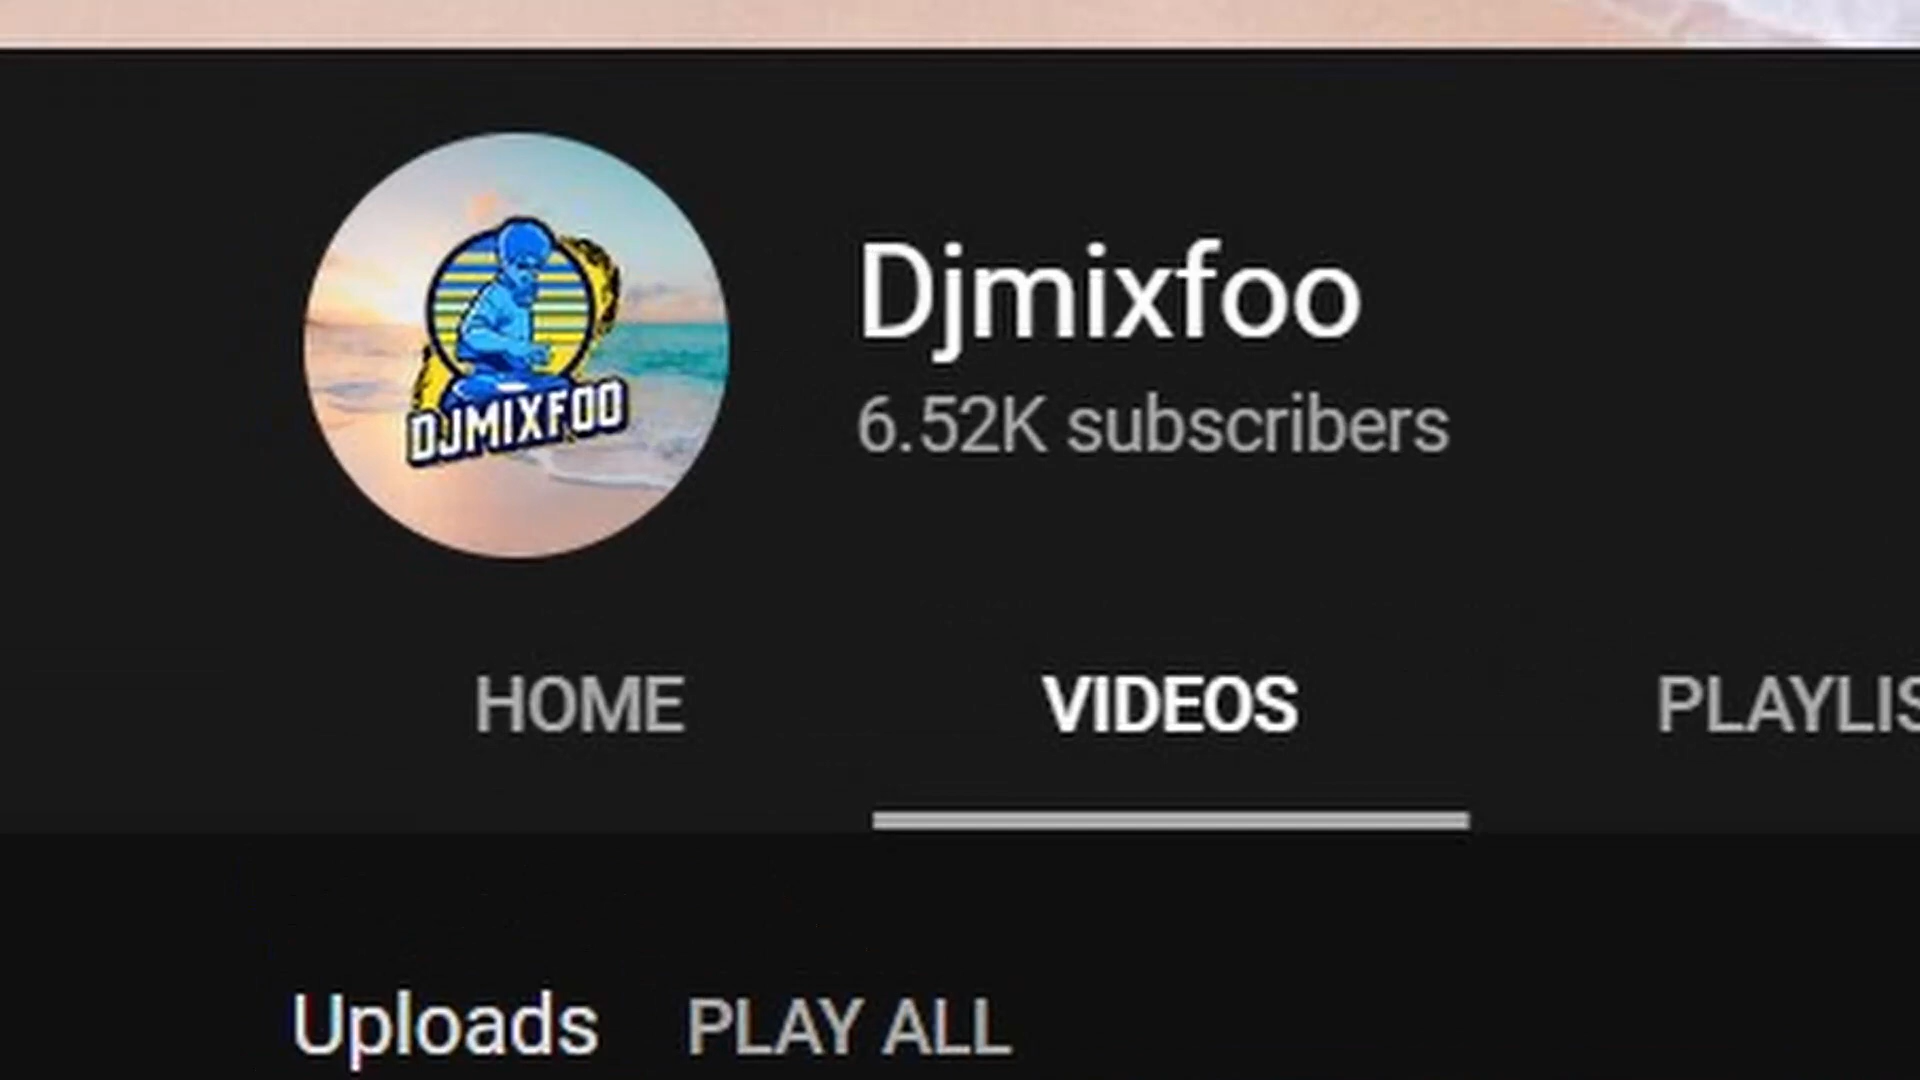 DJMIXFOO
Djmixfoo
6.52K subscribers
HOME VIDEOS PLAYLIS
Uploads PLAY ALL